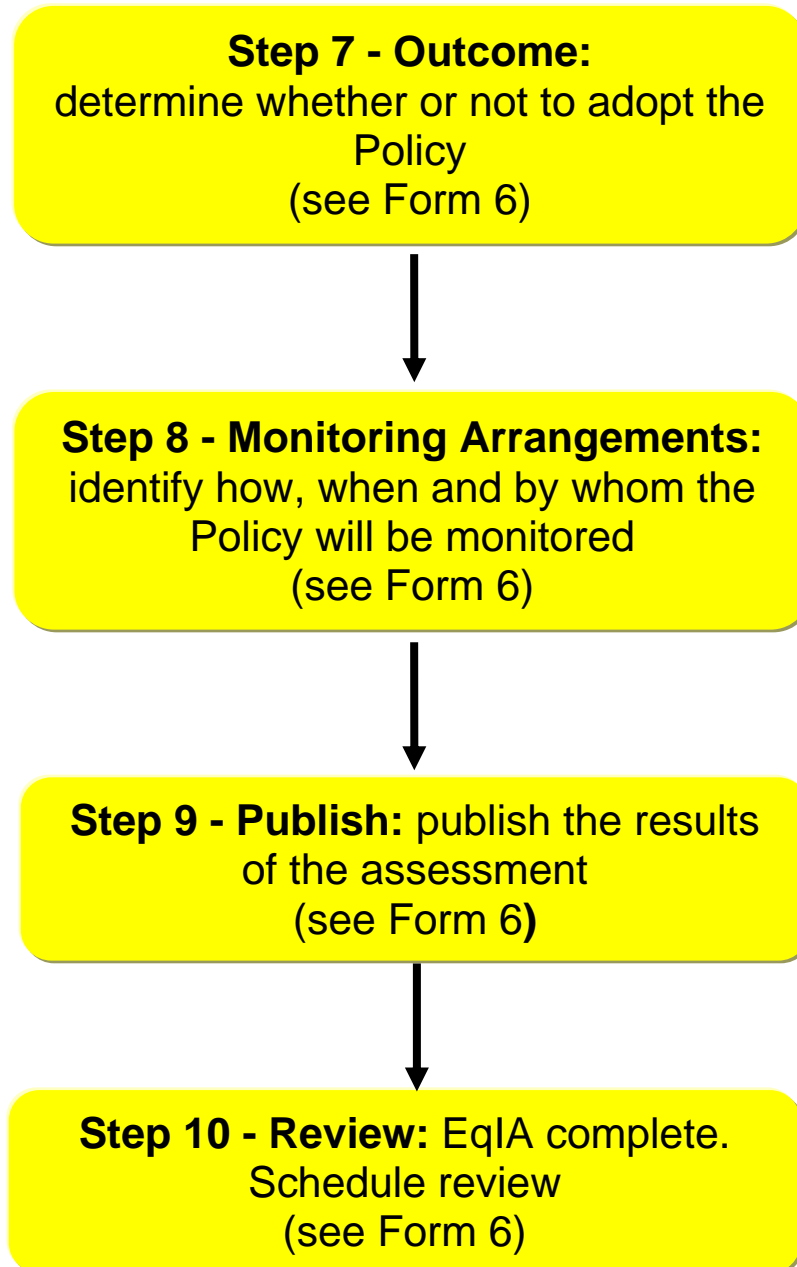 Step 7 - Outcome:
determine whether or not to adopt the
Policy
(see Form 6)
Step 8 - Monitoring Arrangements:
identify how, when and by whom the
Policy will be monitored
(see Form 6)
Step 9 - Publish: publish the results
of the assessment
(see Form 6)
Step 10 - Review: EqIA complete.
Schedule review
(see Form 6)